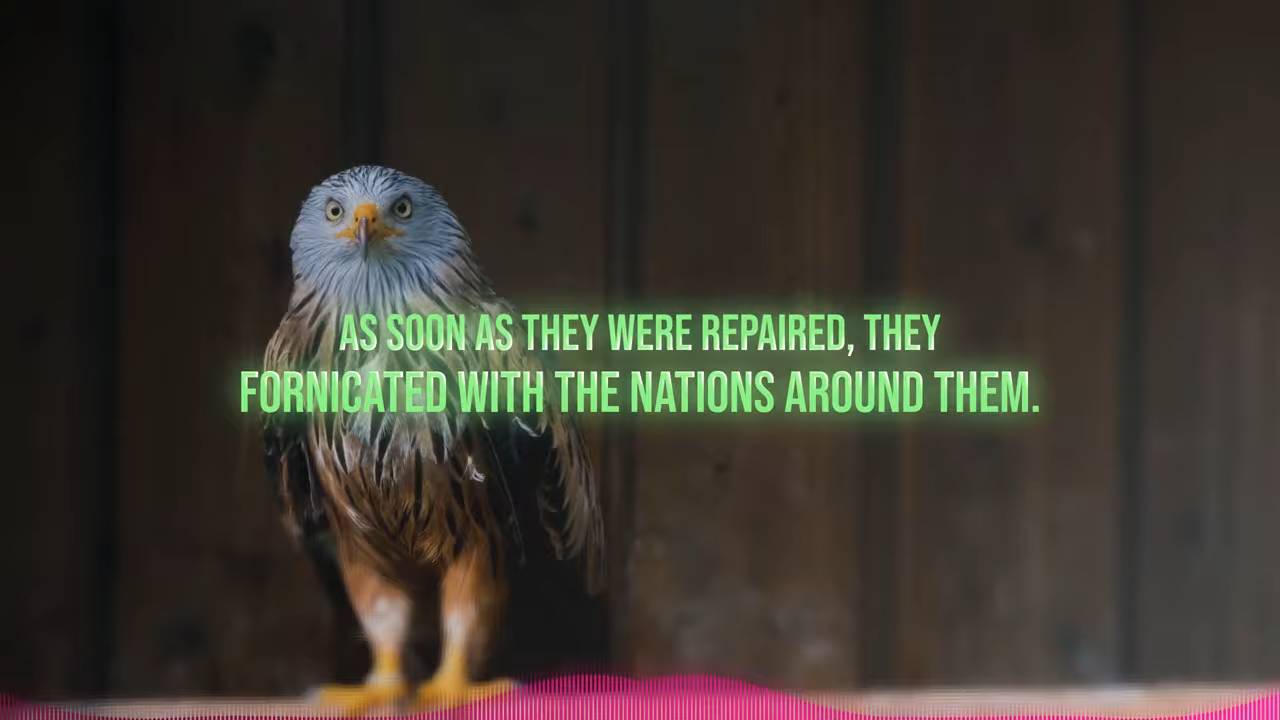 AS SOON AS THEY WERE REPAIRED, THEY
FORNICATED WITH THE NATIONS AROUND THEM.